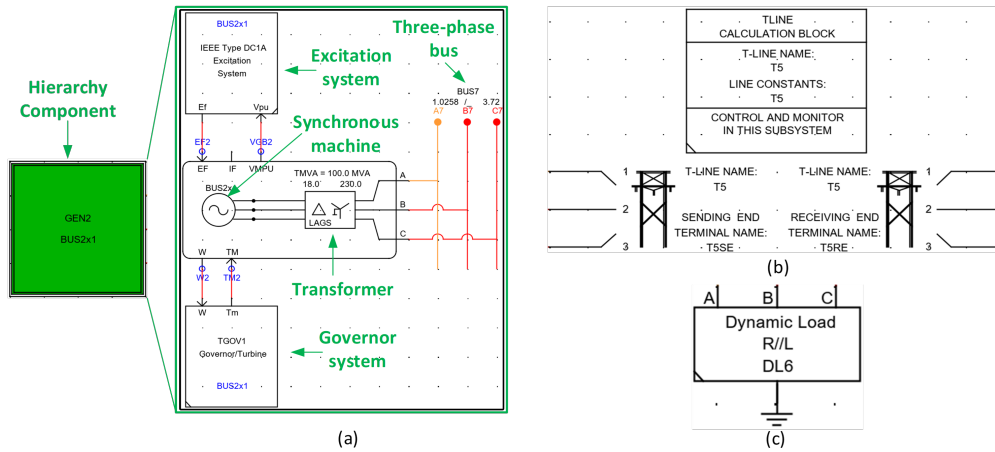 Hierarchy
Component
GEN2
BUS2x1
BUS2x1
IEEE Type DC1A
Excitation
System
Ef
Vpu
Excitation
system
Three-phase
bus
BUS7
1.0258 /_ 3.72
A7
B7
C7
EF2
VGB2
Synchronous
machine
EF
IF
VMPU
BUS2x1
TMVA = 100.0 MVA
18.0
230.0
LAGS
A
B
C
W
TM
W2
TM2
Transformer
W
Tm
TGOV1
Governor/Turbine
BUS2x1
Governor
system
(a)
TLINE
CALCULATION BLOCK
T-LINE NAME:
T5
LINE CONSTANTS:
T5
CONTROL AND MONITOR
IN THIS SUBSYSTEM
1
2
3
T-LINE NAME:
T5
SENDING END
TERMINAL NAME:
T5SE
T-LINE NAME:
T5
RECEIVING END
TERMINAL NAME:
T5RE
1
2
3
(b)
A
B
C
Dynamic Load
R//L
DL6
(c)